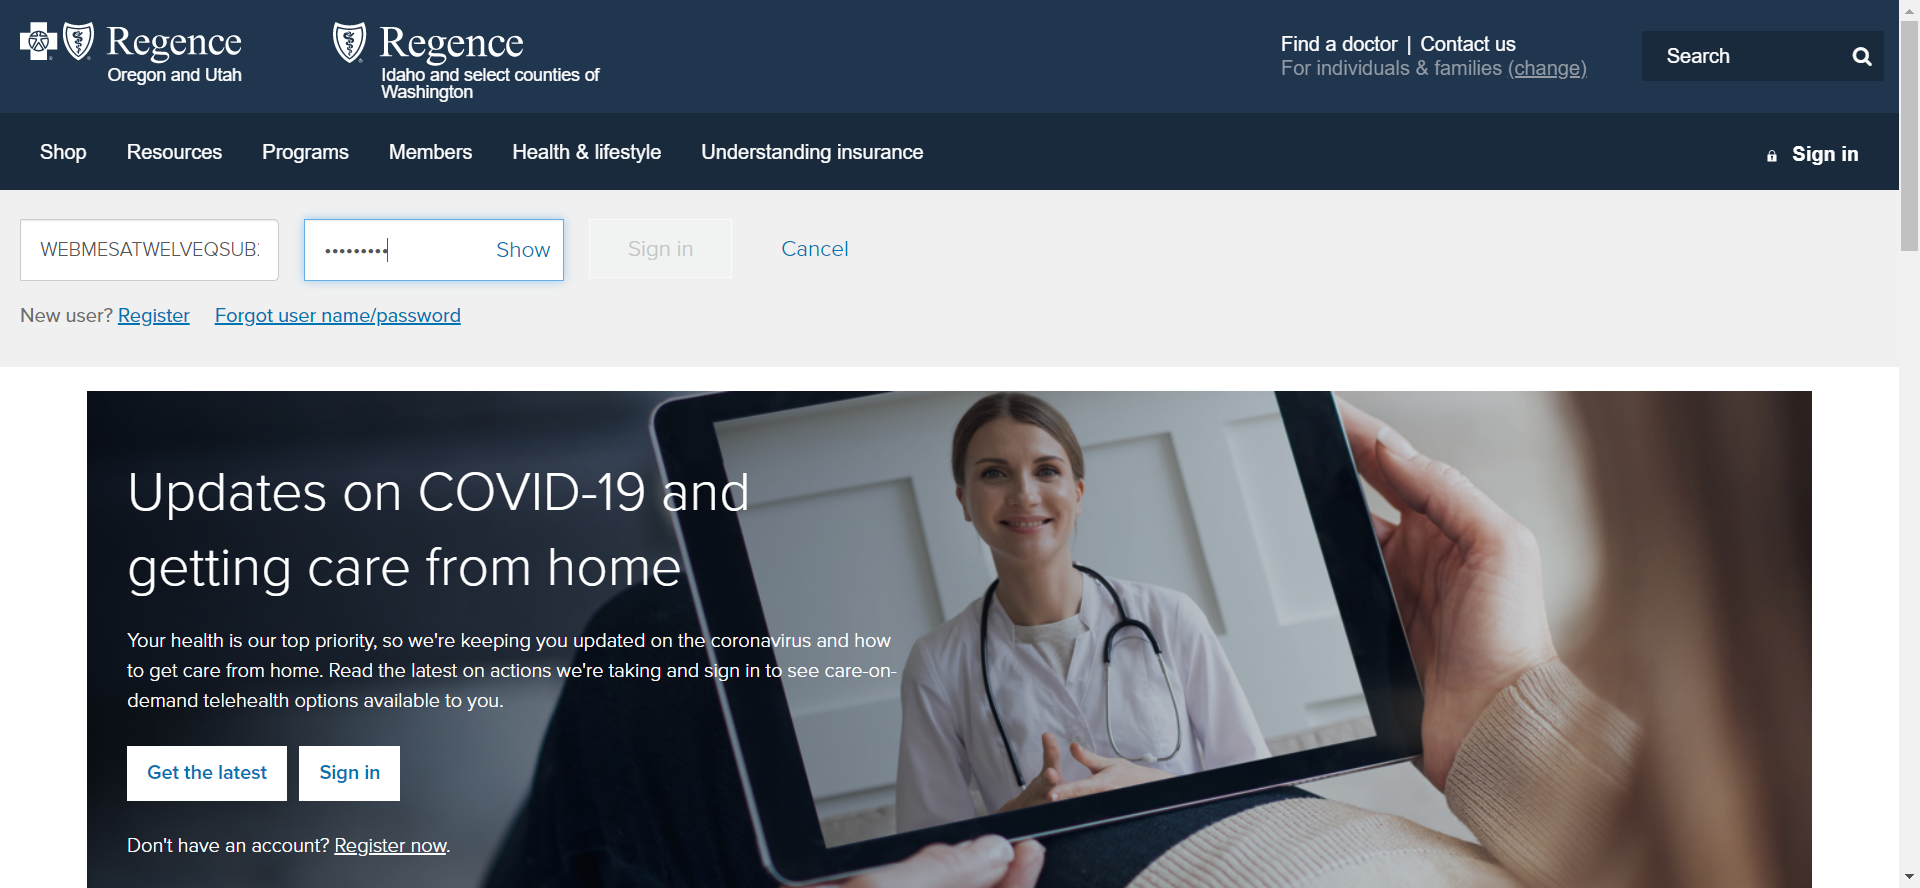 Regence
Oregon and Utah
Regence
Idaho and select counties of
Washington
Find a doctor | Contact us
For individuals & families (change)
Search
Shop
Resources
Programs
Members
Health & lifestyle
Understanding insurance
Sign in
WEBMESATWELVEQSUB
•••••••••
Show
Sign in
Cancel
New user? Register
Forgot user name/password
Updates on COVID-19 and
getting care from home
Your health is our top priority, so we're keeping you updated on the coronavirus and how
to get care from home. Read the latest on actions we're taking and sign in to see care-on-
demand telehealth options available to you.
Get the latest
Sign in
Don't have an account? Register now.